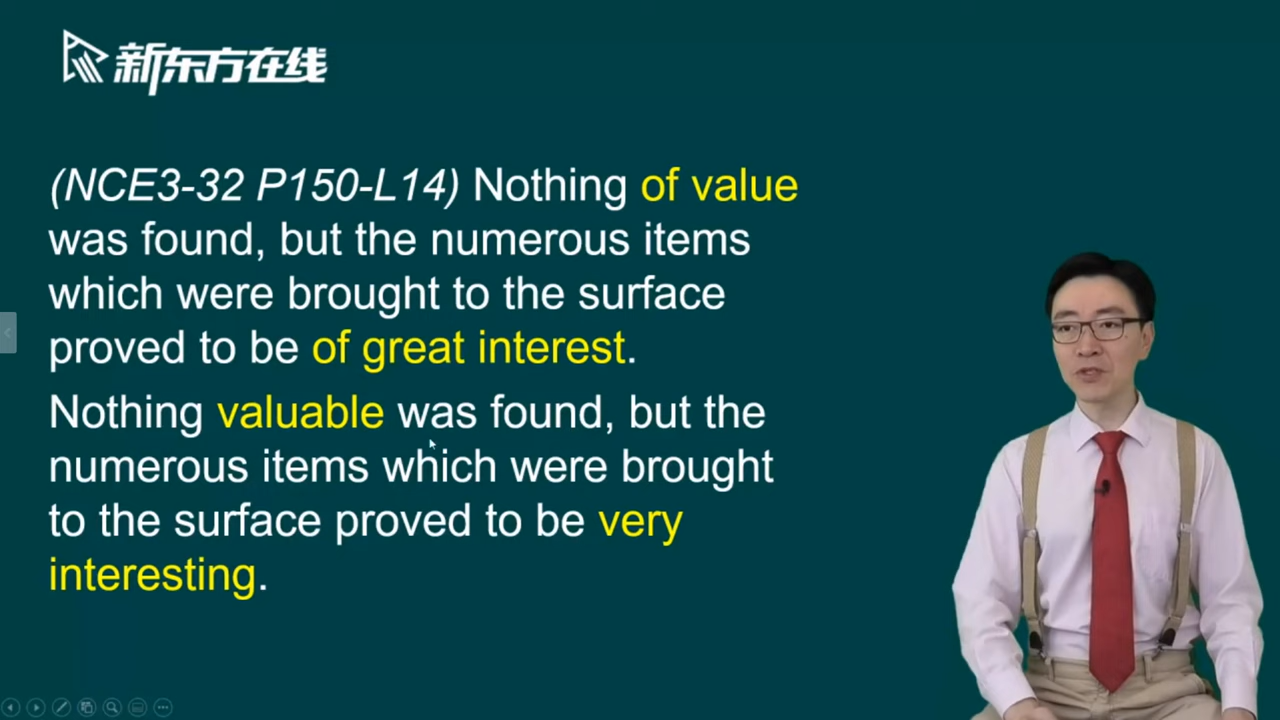 新东方在线
(NCE3-32 P150-L14) Nothing of value
was found, but the numerous items
which were brought to the surface
proved to be of great interest.
Nothing valuable was found, but the
numerous items which were brought
to the surface proved to be very
interesting.